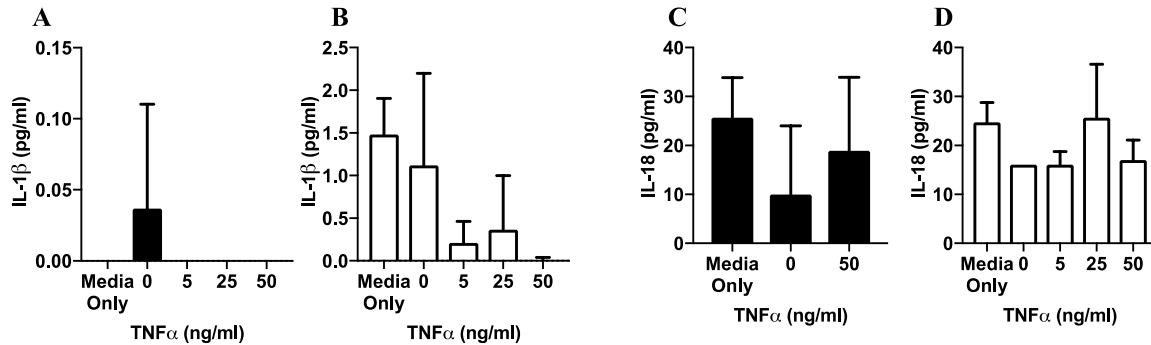 A
IL-1β (pg/ml)
0.15
0.10
0.05
0.00
Media Only 0 5 25 50
TNFα (ng/ml)
B
IL-1β (pg/ml)
2.5
2.0
1.5
1.0
0.5
0.0
Media Only 0 5 25 50
TNFα (ng/ml)
C
IL-18 (pg/ml)
40
30
20
10
0
Media Only 0 50
TNFα (ng/ml)
D
IL-18 (pg/ml)
40
30
20
10
0
Media Only 0 5 25 50
TNFα (ng/ml)